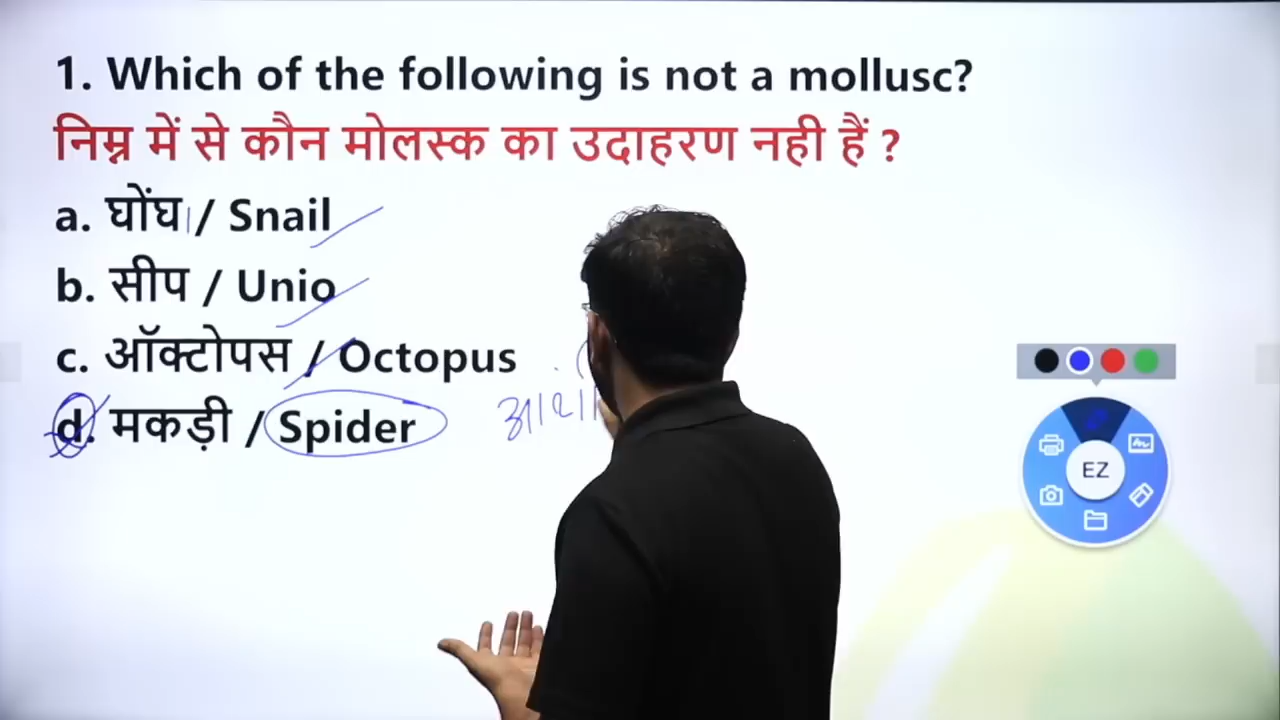 1. Which of the following is not a mollusc?
निम्न में से कौन मोलस्क का उदाहरण नही हैं ?
a. घोंघा / Snail
b. सीप / Unio
c. ऑक्टोपस / Octopus
d. मकड़ी / Spider
EZ